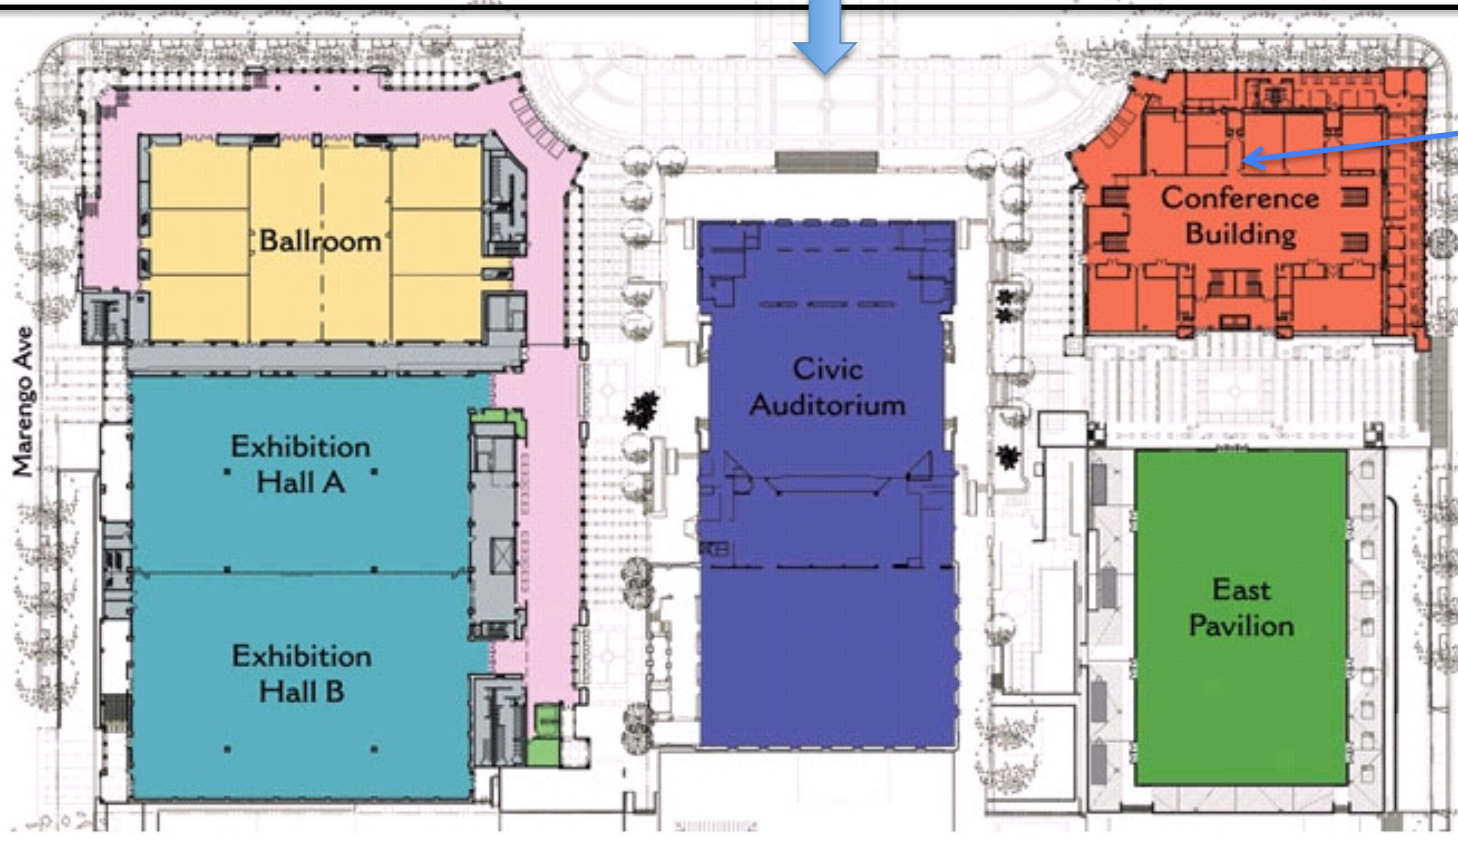 Marengo Ave
Ballroom
Exhibition
Hall A
Exhibition
Hall B
Civic
Auditorium
Conference
Building
East
Pavilion